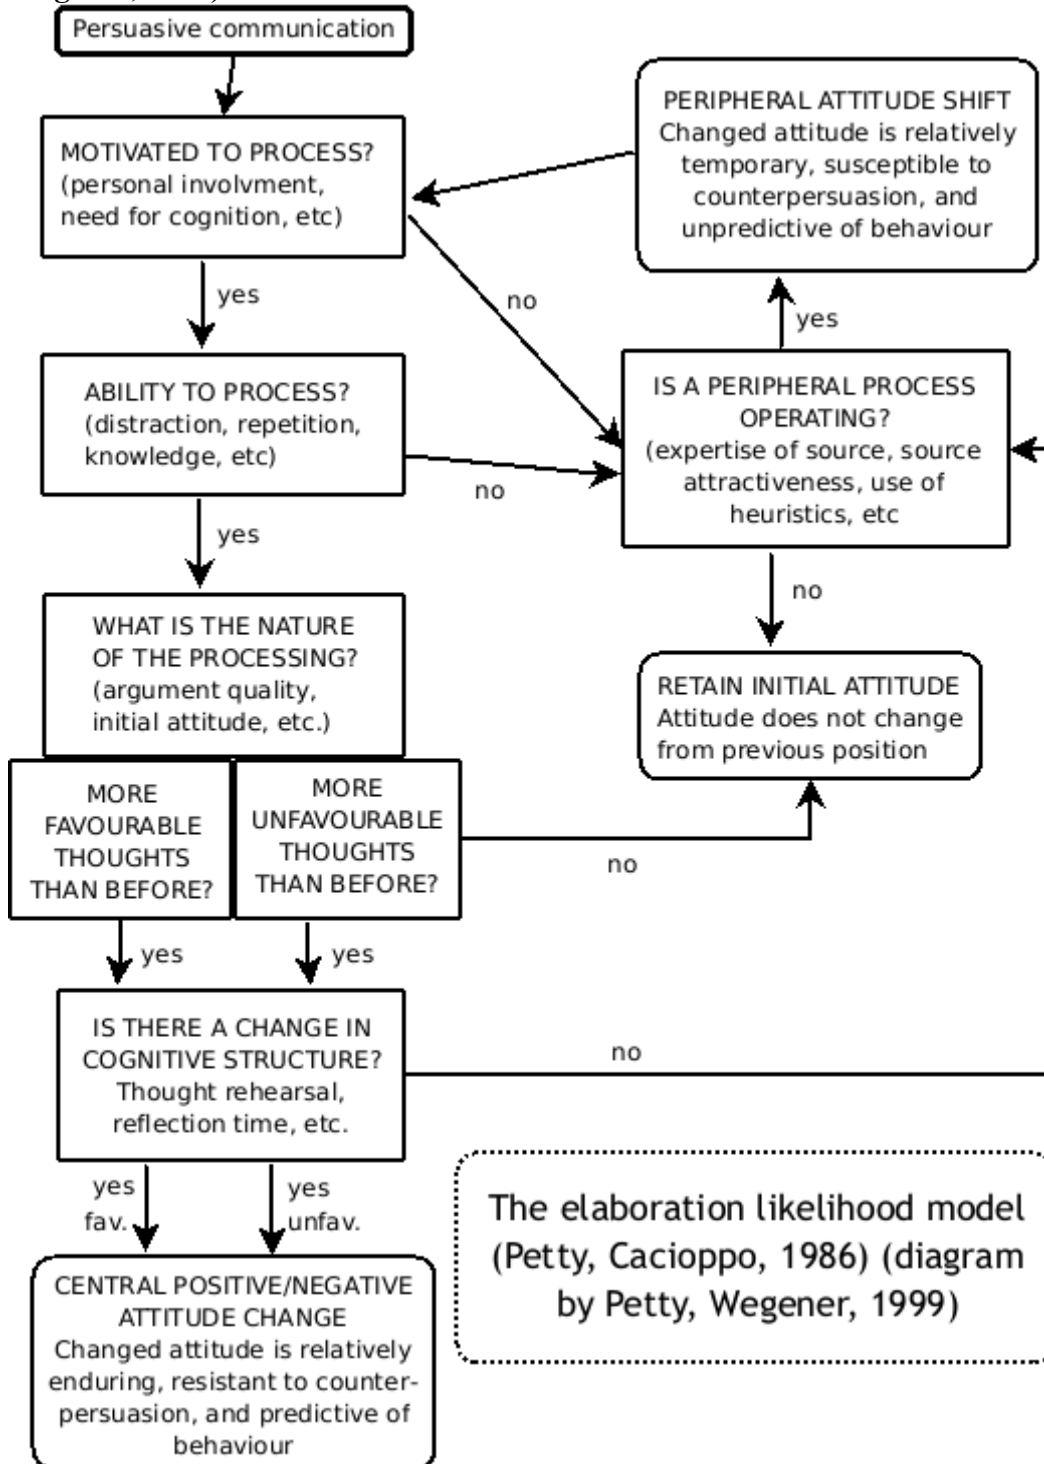 Persuasive communication
MOTIVATED TO PROCESS?
(personal involvment,
need for cognition, etc)
PERIPHERAL ATTITUDE SHIFT
Changed attitude is relatively
temporary, susceptible to
counterpersuasion, and
unpredictive of behaviour
yes
no
yes
ABILITY TO PROCESS?
(distraction, repetition,
knowledge, etc)
IS A PERIPHERAL PROCESS
OPERATING?
(expertise of source, source
attractiveness, use of
heuristics, etc
no
yes
no
WHAT IS THE NATURE
OF THE PROCESSING?
(argument quality,
initial attitude, etc.)
RETAIN INITIAL ATTITUDE
Attitude does not change
from previous position
MORE
FAVOURABLE
THOUGHTS
THAN BEFORE?
MORE
UNFAVOURABLE
THOUGHTS
THAN BEFORE?
no
yes
yes
IS THERE A CHANGE IN
COGNITIVE STRUCTURE?
Thought rehearsal,
reflection time, etc.
no
yes
fav.
yes
unfav.
CENTRAL POSITIVE/NEGATIVE
ATTITUDE CHANGE
Changed attitude is relatively
enduring, resistant to counter-
persuasion, and predictive of
behaviour
The elaboration likelihood model
(Petty, Cacioppo, 1986) (diagram
by Petty, Wegener, 1999)